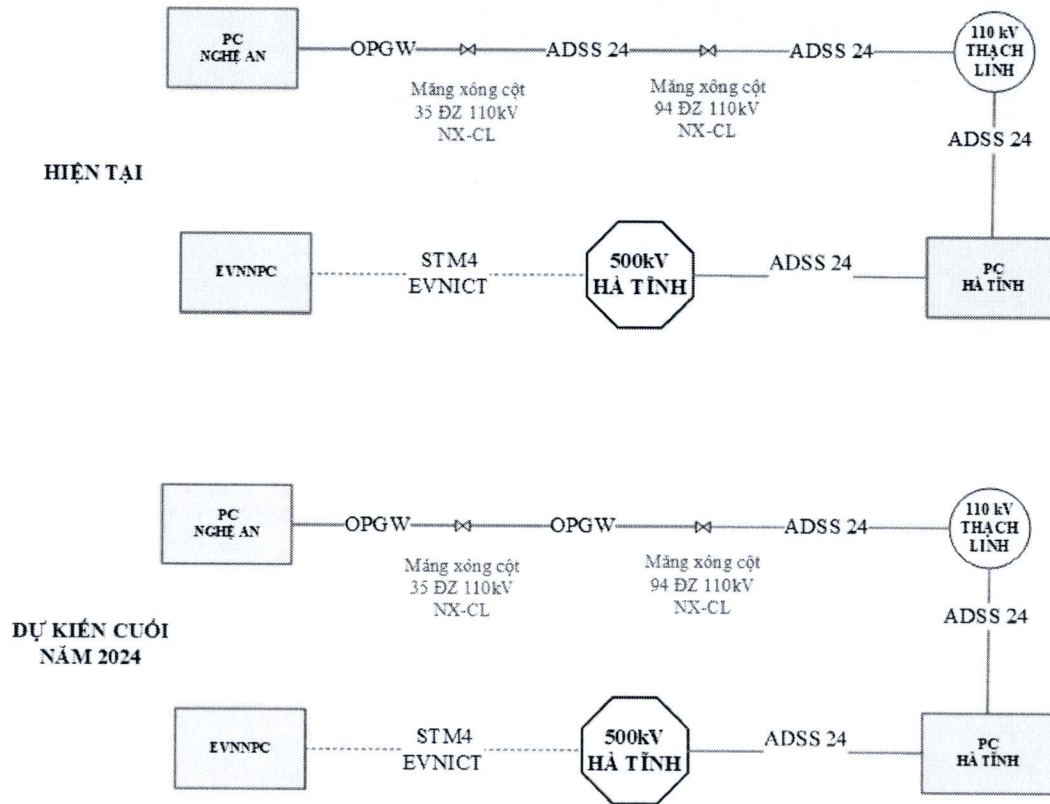 PC
NGHỆ AN
OPGW
ADSS 24
ADSS 24
110 kV
THẠCH
LINH
Măng xông cột
35 ĐZ 110kV
NX-CL
Măng xông cột
94 ĐZ 110kV
NX-CL
ADSS 24
HIỆN TẠI
EVNNPC
STM4
EVNICT
500kV
HÀ TĨNH
ADSS 24
PC
HÀ TĨNH
PC
NGHỆ AN
OPGW
OPGW
ADSS 24
110 kV
THẠCH
LINH
Măng xông cột
35 ĐZ 110kV
NX-CL
Măng xông cột
94 ĐZ 110kV
NX-CL
ADSS 24
DỰ KIẾN CUỐI
NĂM 2024
EVNNPC
STM4
EVNICT
500kV
HÀ TĨNH
ADSS 24
PC
HÀ TĨNH